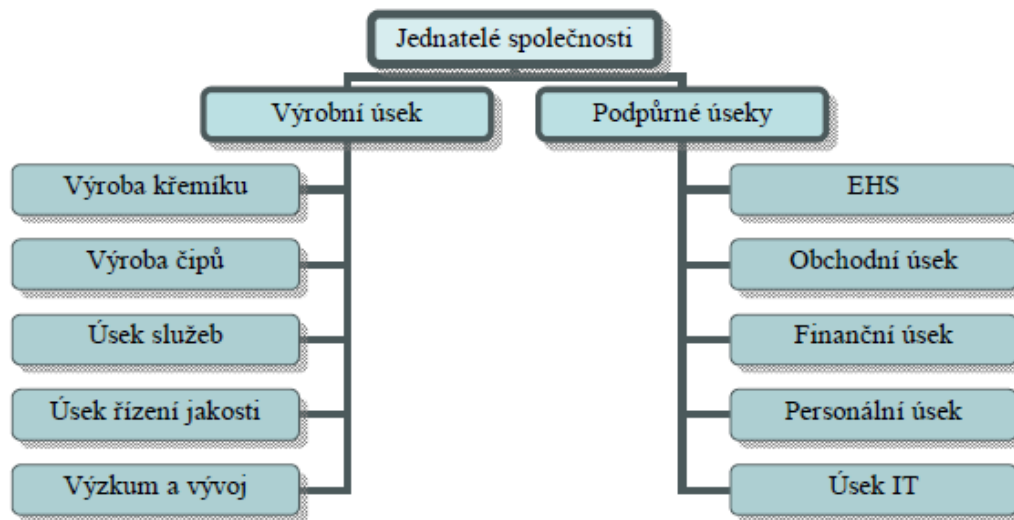 Jednatelé společnosti
Výrobní úsek
Podpůrné úseky
Výroba křemíku
Výroba čipů
Úsek služeb
Úsek řízení jakosti
Výzkum a vývoj
EHS
Obchodní úsek
Finanční úsek
Personální úsek
Úsek IT